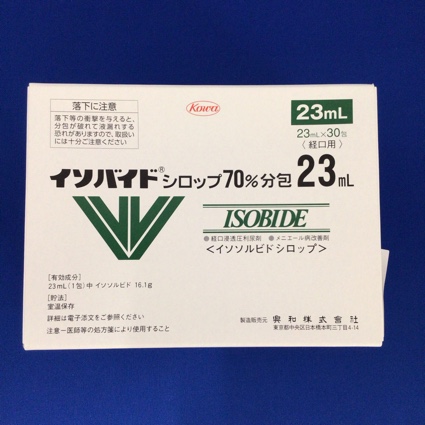 落下に注意
落下等の衝撃を与えると、
分包が破れて液漏れする
恐れがありますので、取扱い
には十分ご注意ください
Kowa
23mL
23mL×30包
〈経口用〉
イソバイド®シロップ70%分包23mL
ISOBIDE
●経口浸透圧利尿剤 ●メニエール病改善剤
<イソソルビドシロップ>
[有効成分]
23mL(1包)中 イソソルビド 16.1g
[貯法]
室温保存
詳細は電子添文をご参照ください
注意―医師等の処方箋により使用すること
製造販売元 興和株式会社
東京都中央区日本橋本町三丁目4-14